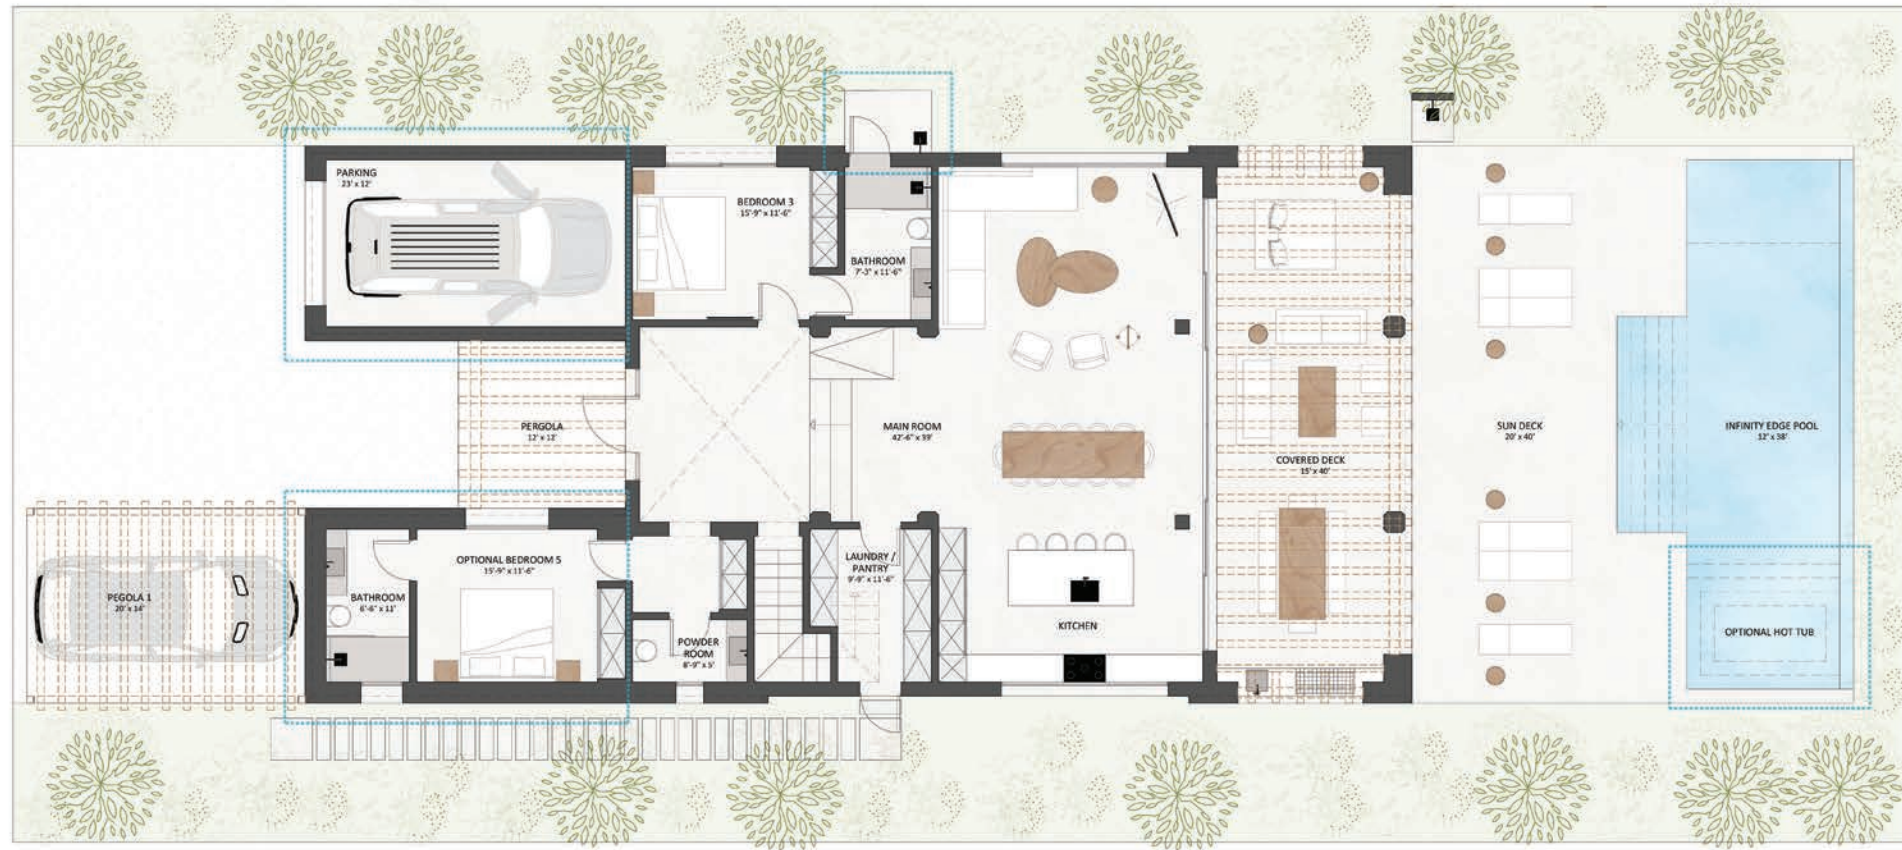 PARKING
23' x 12'
BEDROOM 3
15'-9" x 11'-6"
BATHROOM
7'-3" x 11'-6"
PERGOLA
12' x 12'
MAIN ROOM
42'-6" x 39'
COVERED DECK
15' x 40'
SUN DECK
20' x 40'
INFINITY EDGE POOL
12' x 38'
PEGOLA 1
20' x 14'
BATHROOM
6'-6" x 11'
OPTIONAL BEDROOM 5
15'-9" x 11'-6"
POWDER
ROOM
8'-9" x 5'
LAUNDRY /
PANTRY
9'-9" x 11'-6"
KITCHEN
OPTIONAL HOT TUB